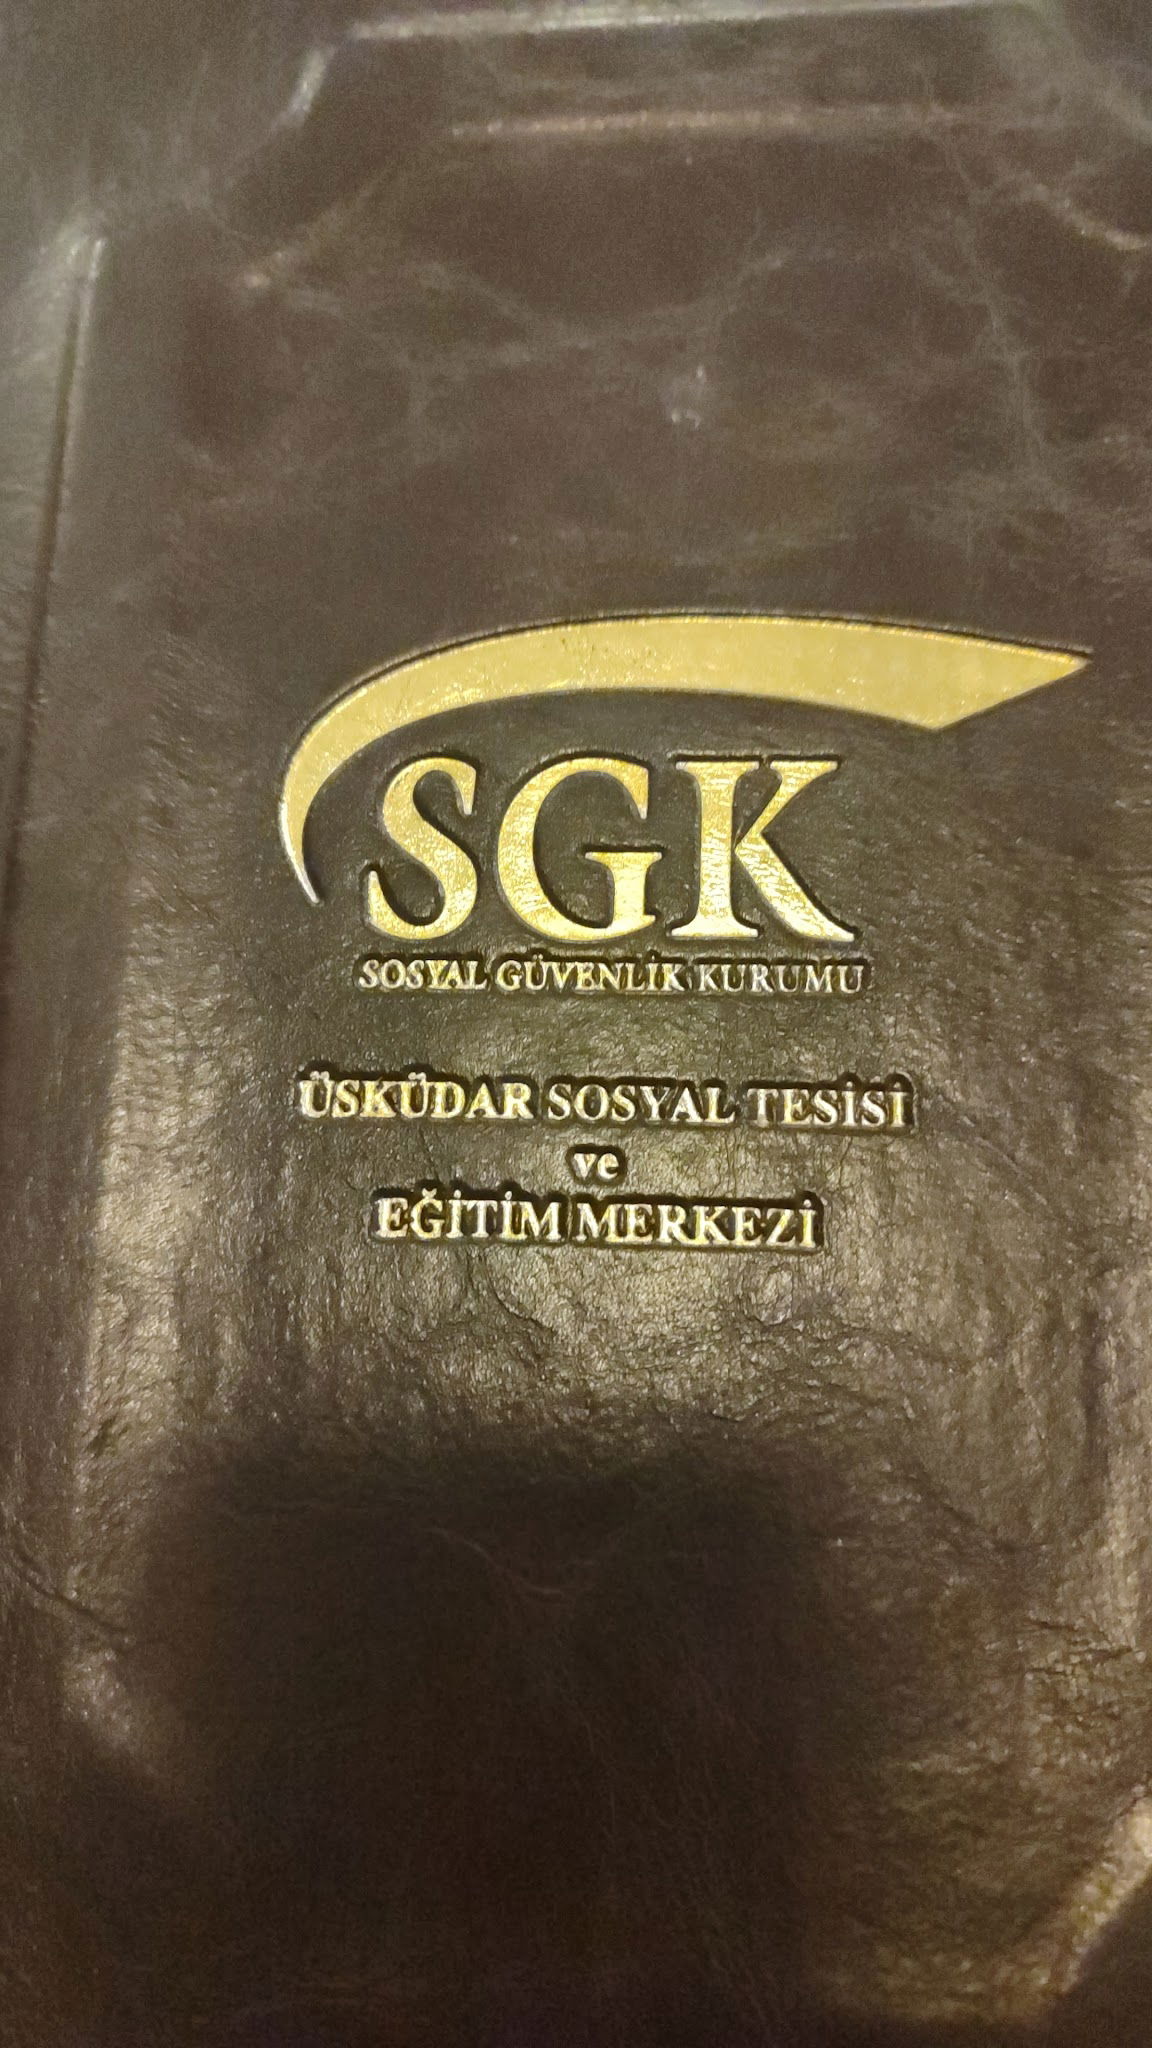 SGK
SOSYAL GÜVENLİK KURUMU
ÜSKÜDAR SOSYAL TESİSİ
ve
EĞİTİM MERKEZİ